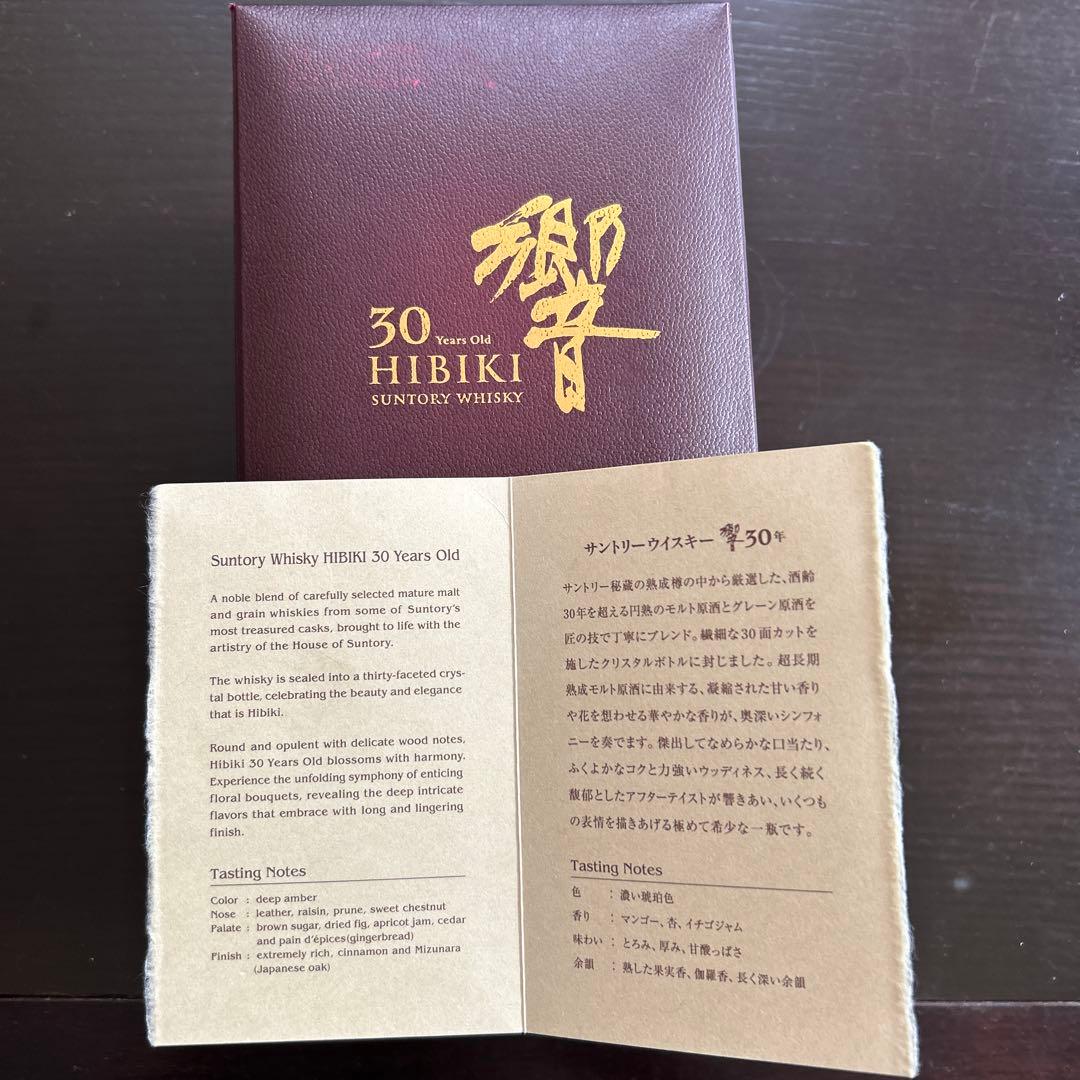 響
30 Years Old
HIBIKI
SUNTORY WHISKY
Suntory Whisky HIBIKI 30 Years Old
A noble blend of carefully selected mature malt
and grain whiskies from some of Suntory's
most treasured casks, brought to life with the
artistry of the House of Suntory.
The whisky is sealed into a thirty-faceted crys-
tal bottle, celebrating the beauty and elegance
that is Hibiki.
Round and opulent with delicate wood notes,
Hibiki 30 Years Old blossoms with harmony.
Experience the unfolding symphony of enticing
floral bouquets, revealing the deep intricate
flavors that embrace with long and lingering
finish.
Tasting Notes
Color : deep amber
Nose : leather, raisin, prune, sweet chestnut
Palate : brown sugar, dried fig, apricot jam, cedar
and pain d'épices(gingerbread)
Finish : extremely rich, cinnamon and Mizunara
(Japanese oak)
サントリーウイスキー 響30年
サントリー秘蔵の熟成樽の中から厳選した、酒齢
30年を超える円熟のモルト原酒とグレーン原酒を
匠の技で丁寧にブレンド。繊細な30面カットを
施したクリスタルボトルに封じました。超長期
熟成モルト原酒に由来する、凝縮された甘い香り
や花を想わせる華やかな香りが、奥深いシンフォ
ニーを奏でます。傑出してなめらかな口当たり、
ふくよかなコクと力強いウッディネス、長く続く
馥郁としたアフターテイストが響きあい、いくつも
の表情を描きあげる極めて希少な一瓶です。
Tasting Notes
色 : 濃い琥珀色
香り : マンゴー、杏、イチゴジャム
味わい : とろみ、厚み、甘酸っぱさ
余韻 : 熟した果実香、伽羅香、長く深い余韻